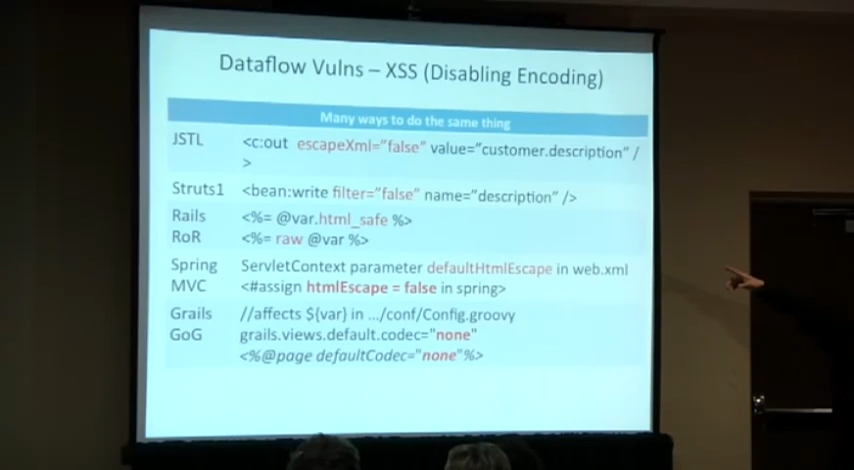 Dataflow Vulns – XSS (Disabling Encoding)
Many ways to do the same thing
JSTL <c:out escapeXml="false" value="customer.description" /
>
Struts1 <bean:write filter="false" name="description" />
Rails <%= @var.html_safe %>
RoR <%= raw @var %>
Spring ServletContext parameter defaultHtmlEscape in web.xml
MVC <#assign htmlEscape = false in spring>
Grails //affects ${var} in .../conf/Config.groovy
GoG grails.views.default.codec="none"
<%@page defaultCodec="none"%>